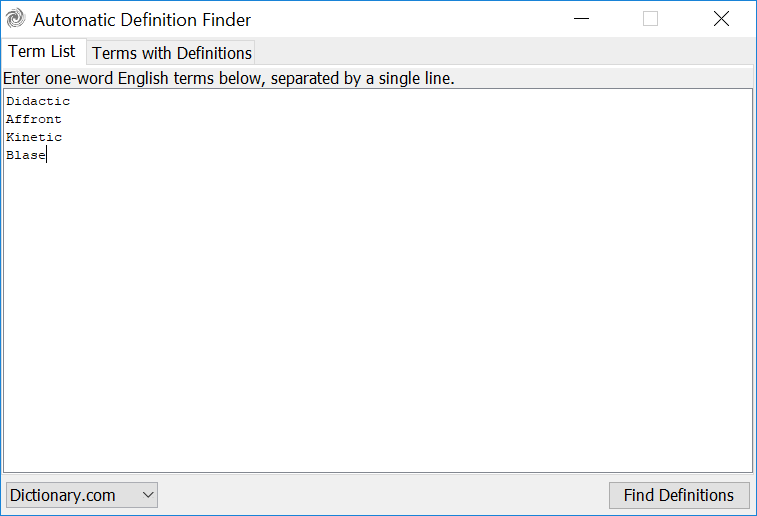 Automatic Definition Finder
Term List
Terms with Definitions
Enter one-word English terms below, separated by a single line.
Didactic
Affront
Kinetic
Blase
Dictionary.com
Find Definitions